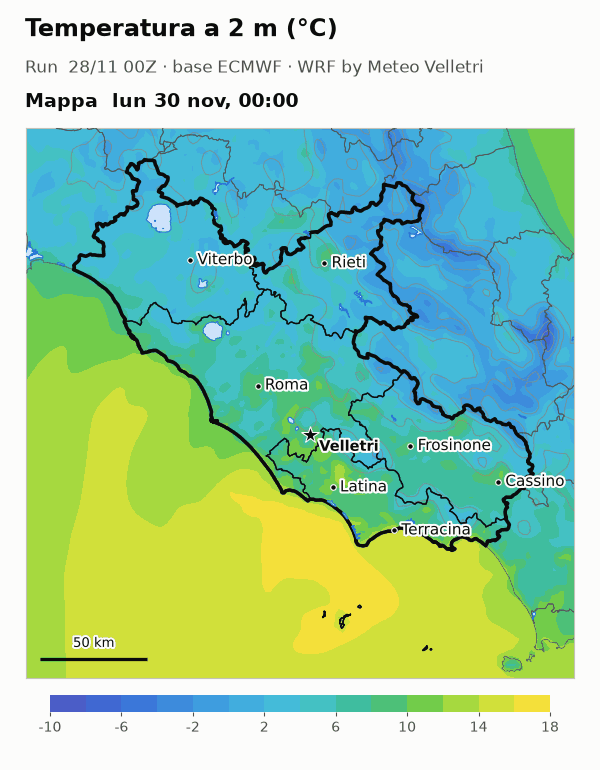 Temperatura a 2 m (°C)
Run  28/11 00Z · base ECMWF · WRF by Meteo Velletri
Mappa  lun 30 nov, 00:00
Viterbo
Rieti
Roma
Velletri
Frosinone
Cassino
Latina
Terracina
50 km
-10 -6 -2 2 6 10 14 18